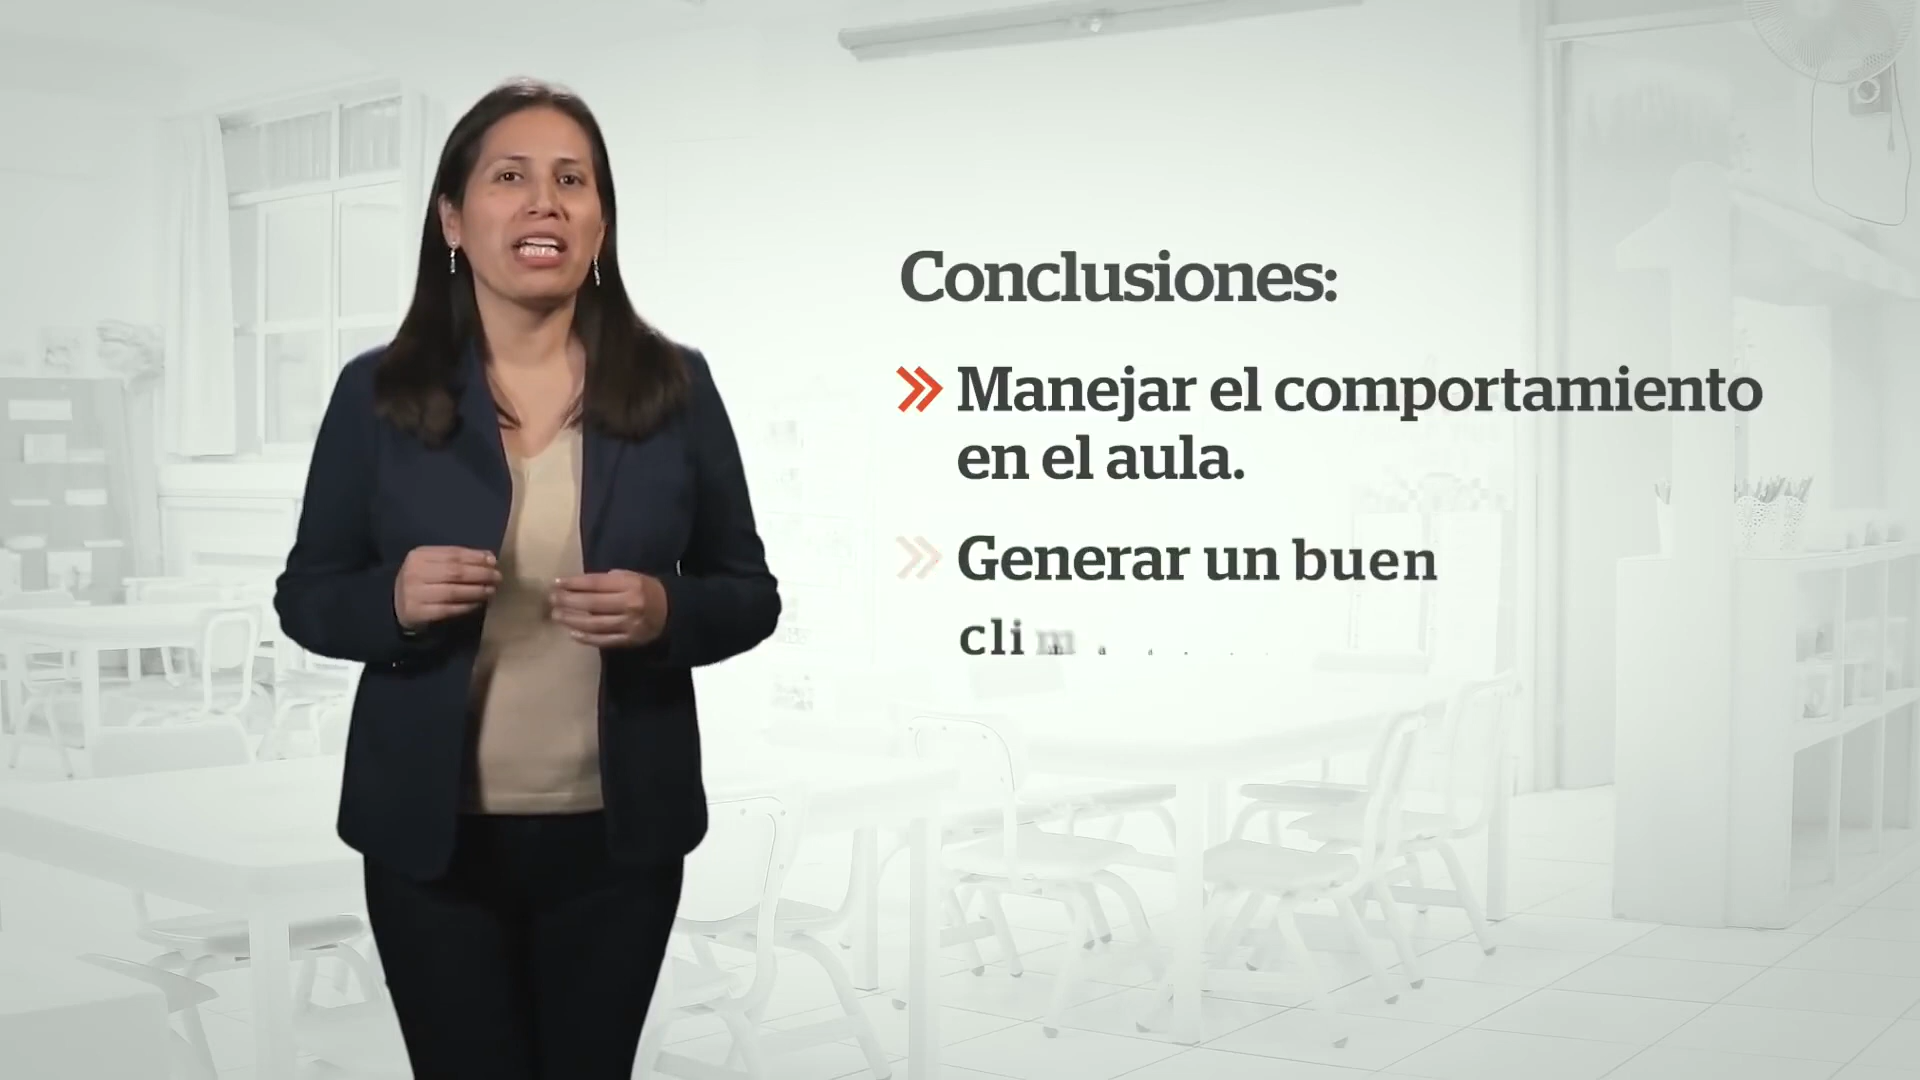 Conclusiones:
Manejar el comportamiento
en el aula.
Generar un buen